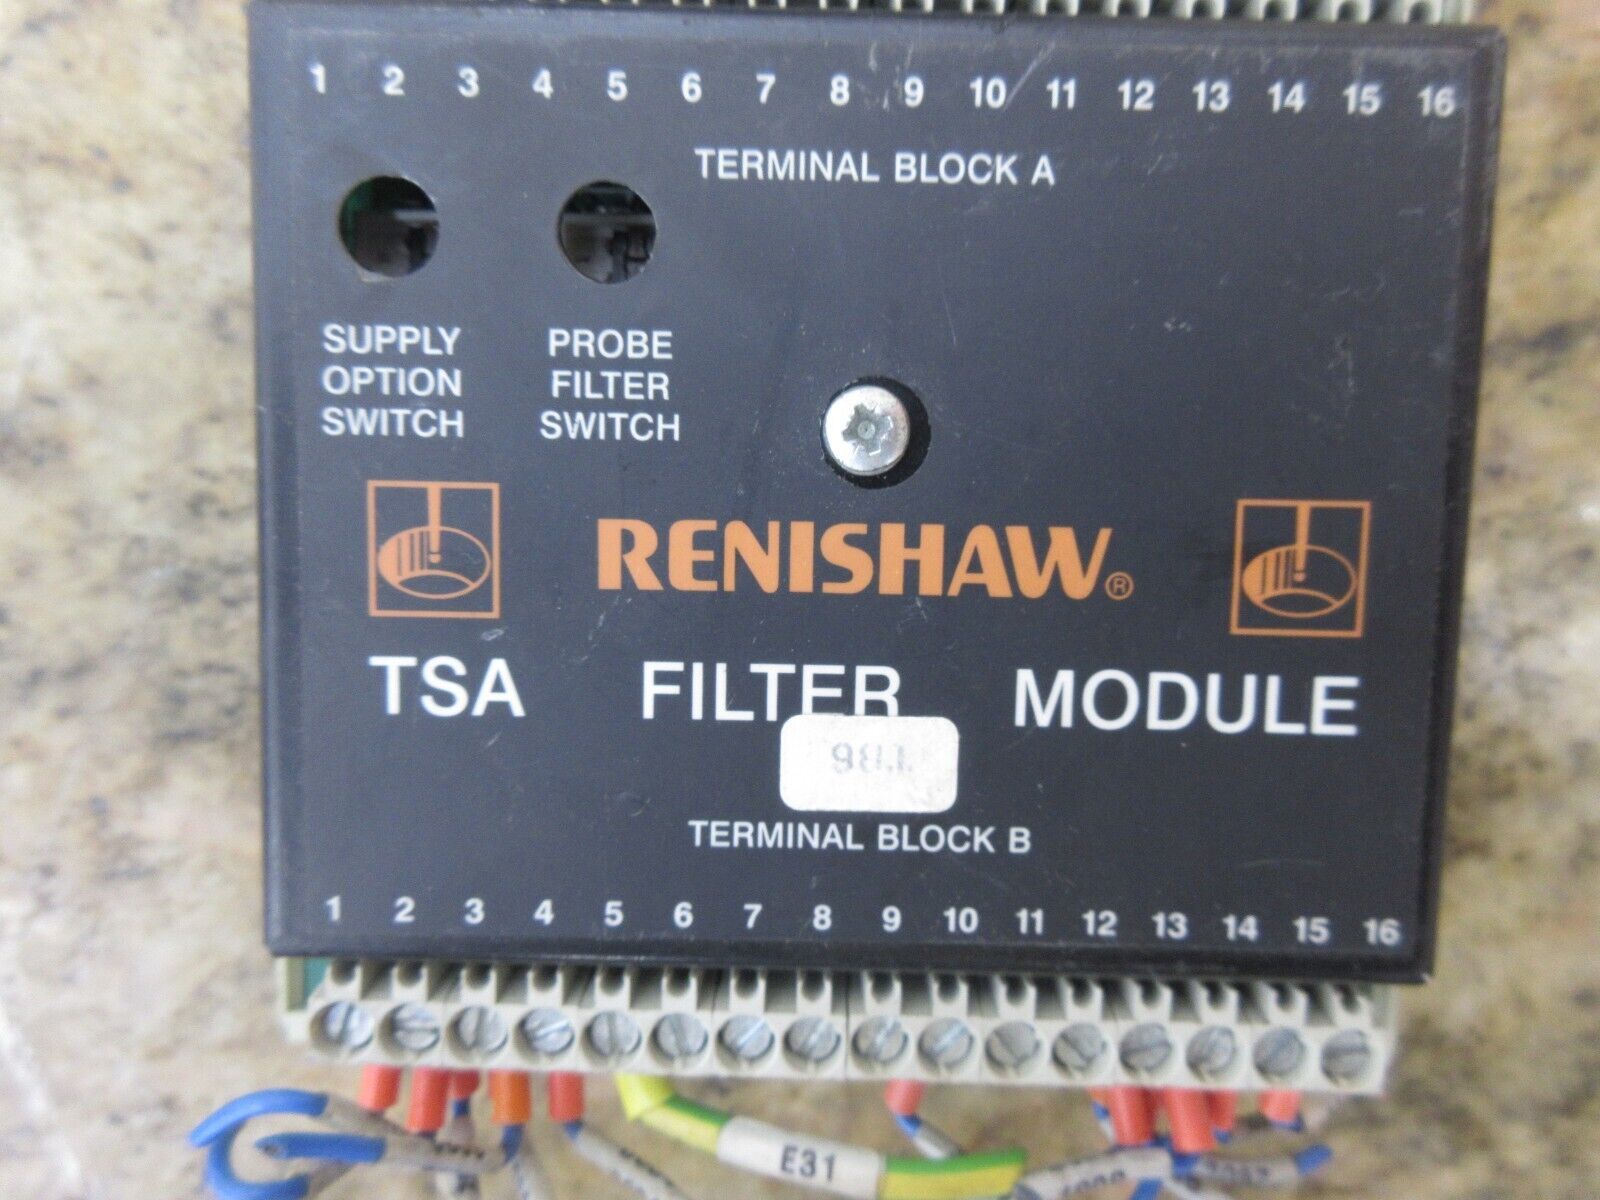 1 2 3 4 5 6 7 8 9 10 11 12 13 14 15 16
TERMINAL BLOCK A
SUPPLY OPTION SWITCH
PROBE FILTER SWITCH
RENISHAW®
TSA FILTER MODULE
TERMINAL BLOCK B
1 2 3 4 5 6 7 8 9 10 11 12 13 14 15 16
E31